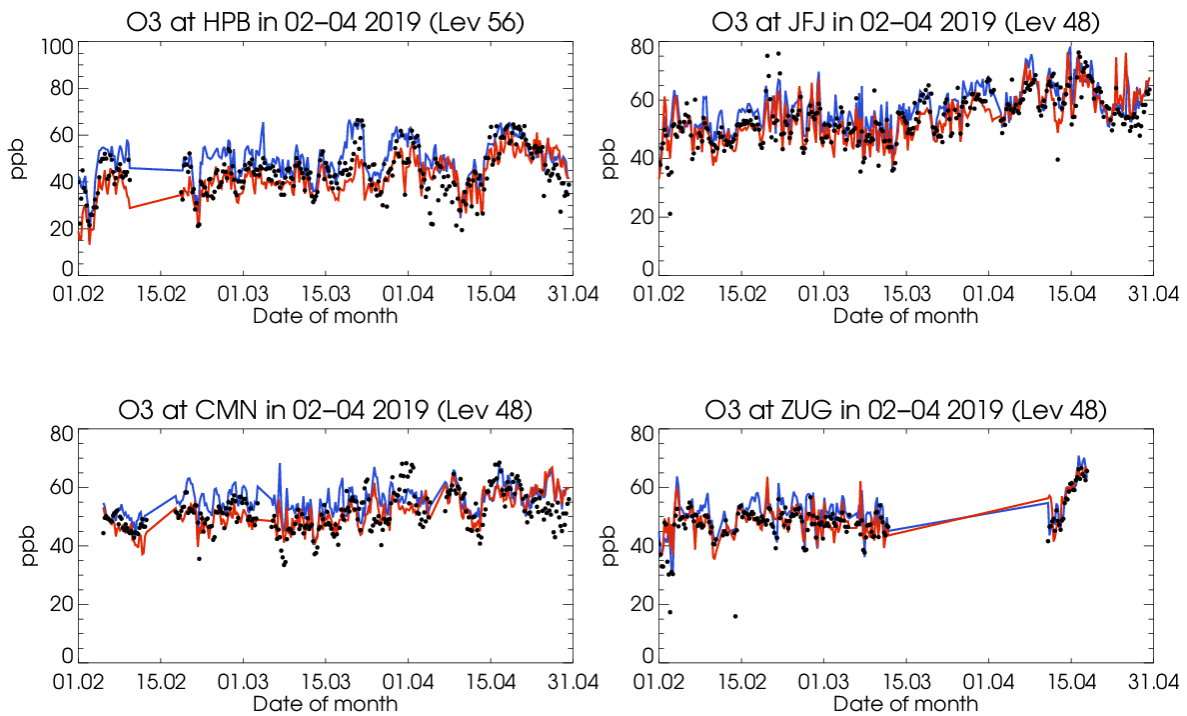 O3 at HPB in 02–04 2019 (Lev 56)
100
80
60
40
20
0
ppb
01.02 15.02 01.03 15.03 01.04 15.04 31.04
Date of month
O3 at JFJ in 02–04 2019 (Lev 48)
80
60
40
20
0
ppb
01.02 15.02 01.03 15.03 01.04 15.04 31.04
Date of month
O3 at CMN in 02–04 2019 (Lev 48)
80
60
40
20
0
ppb
01.02 15.02 01.03 15.03 01.04 15.04 31.04
Date of month
O3 at ZUG in 02–04 2019 (Lev 48)
80
60
40
20
0
ppb
01.02 15.02 01.03 15.03 01.04 15.04 31.04
Date of month